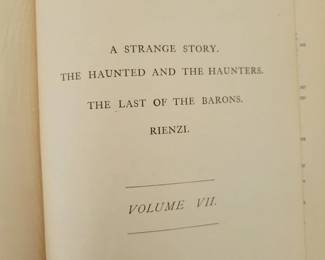 A STRANGE STORY.
THE HAUNTED AND THE HAUNTERS.
THE LAST OF THE BARONS.
RIENZI.
VOLUME VII.